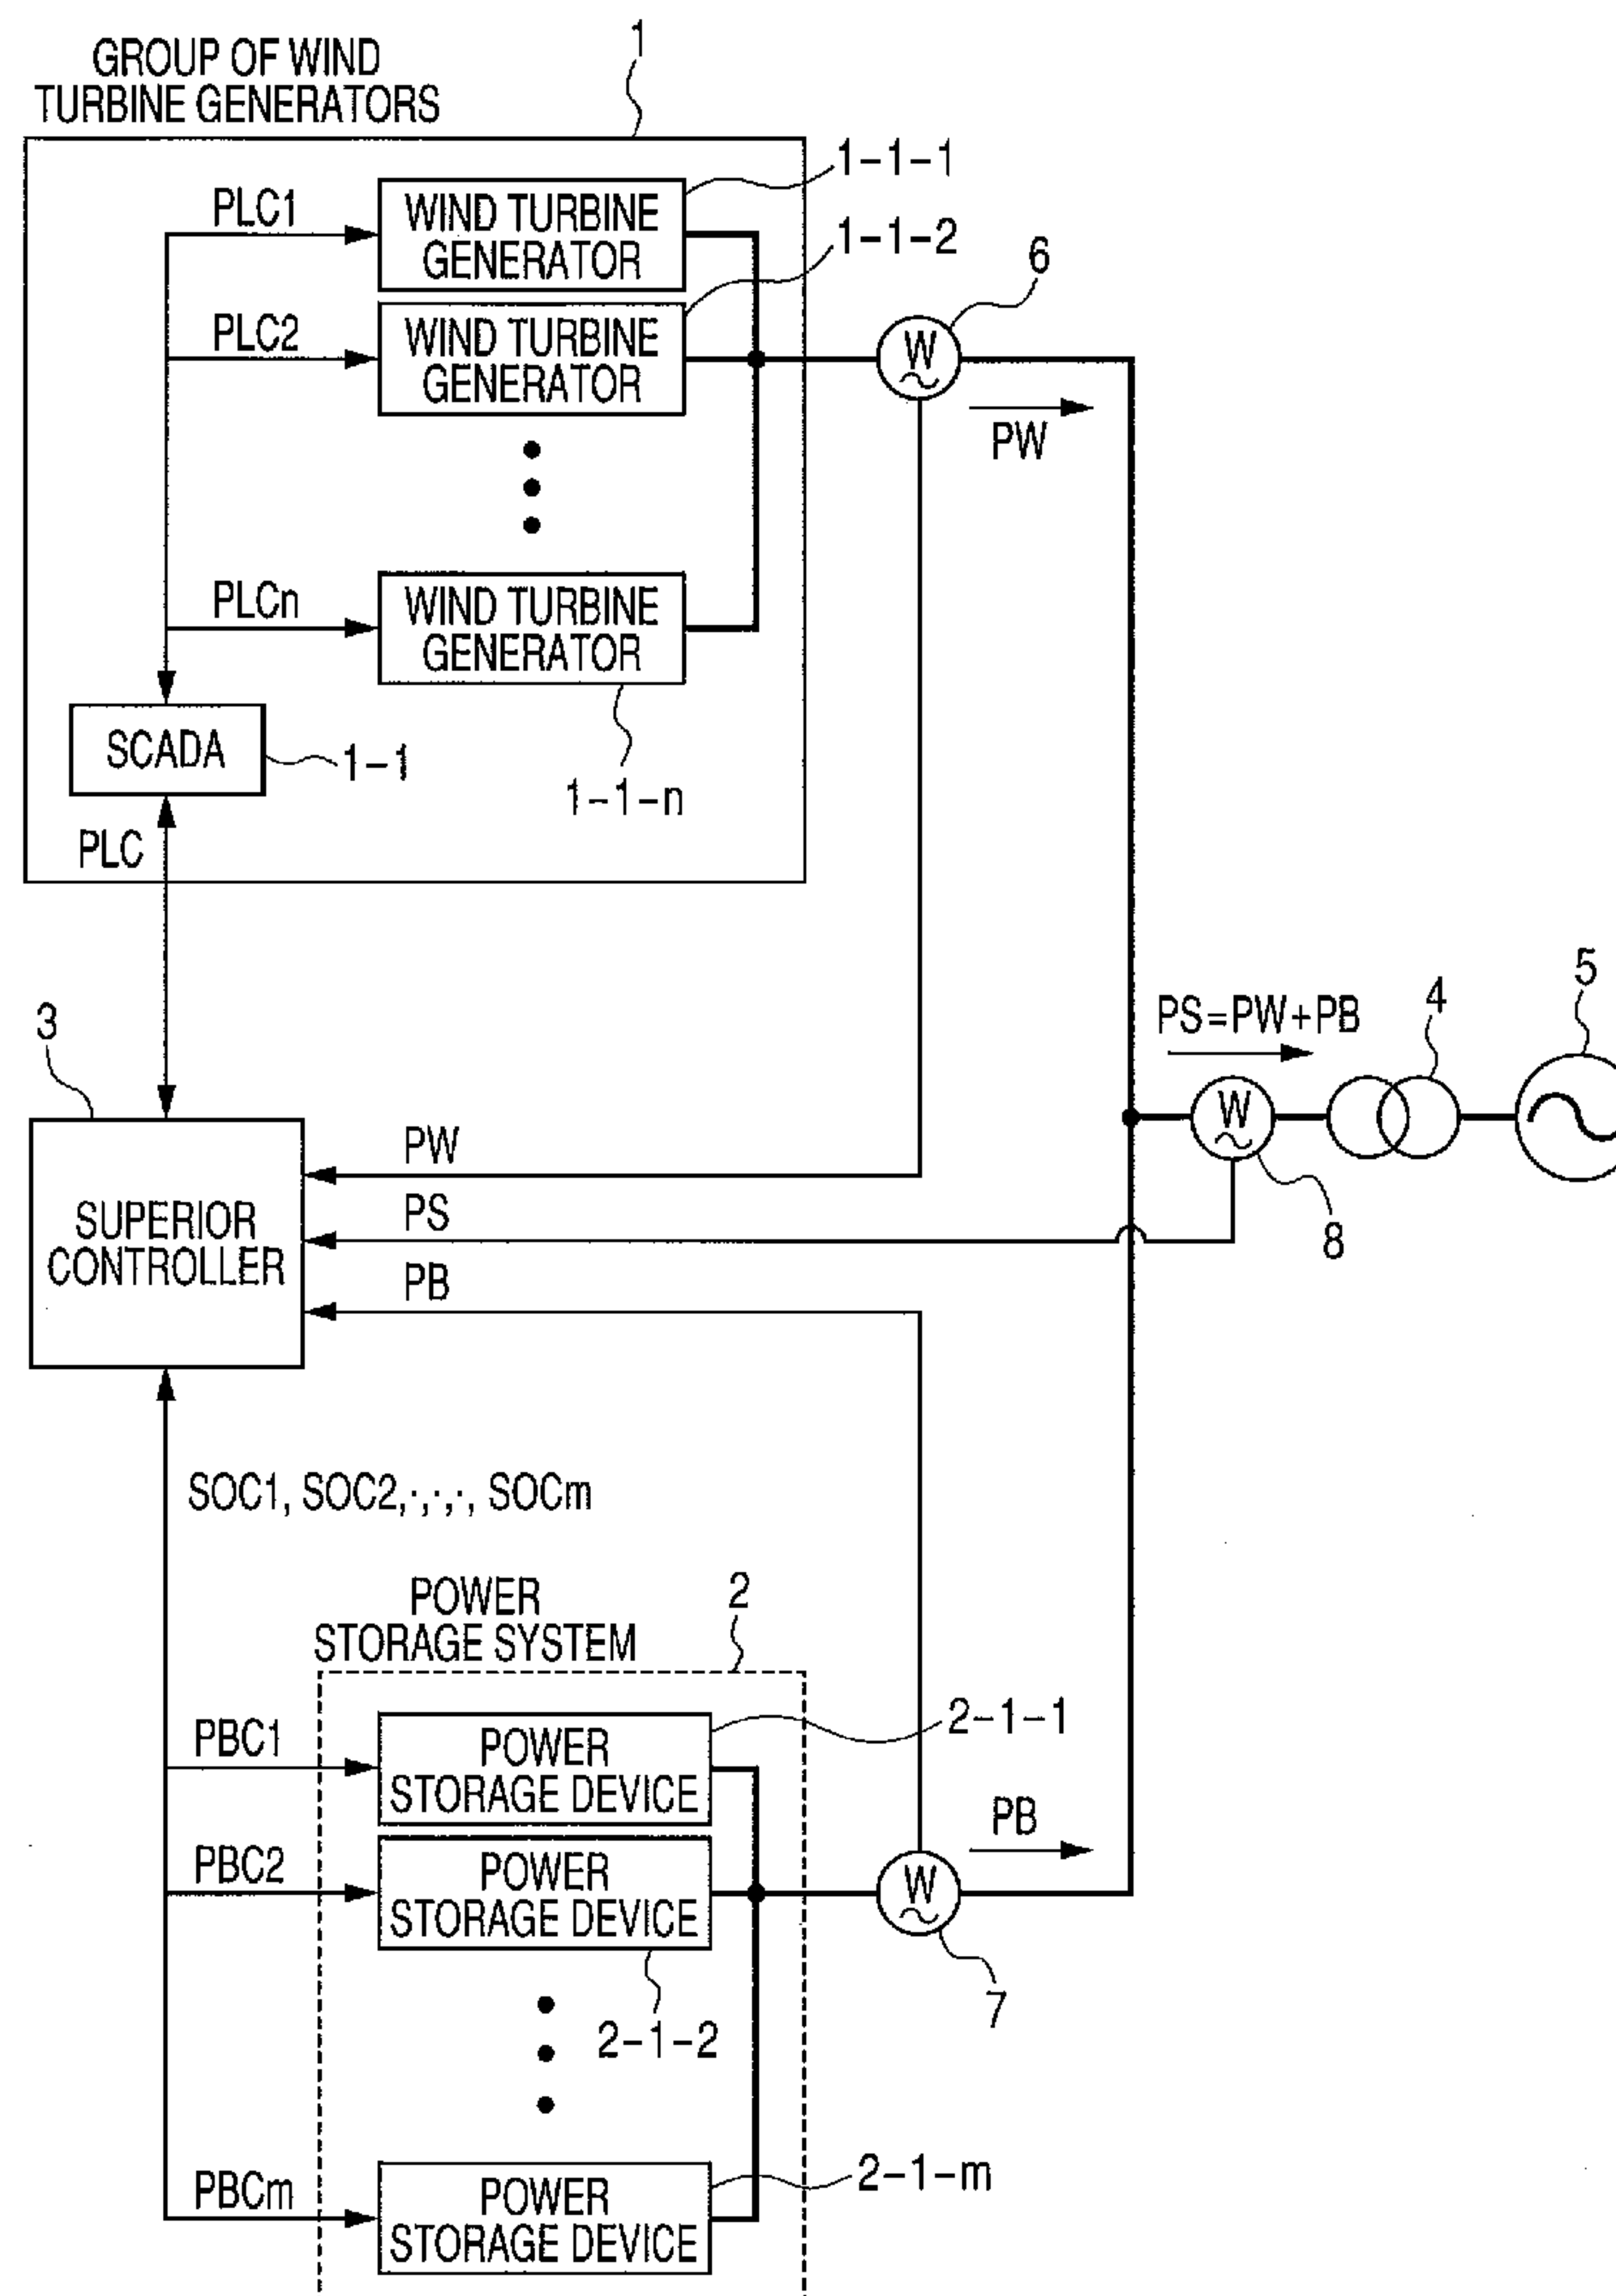 GROUP OF WIND
TURBINE GENERATORS
1
PLC1
WIND TURBINE
GENERATOR
1-1-1
PLC2
WIND TURBINE
GENERATOR
1-1-2
6
W
PW
PLCn
WIND TURBINE
GENERATOR
1-1-n
SCADA
1-1
PLC
3
SUPERIOR
CONTROLLER
PW
PS
PB
PS=PW+PB
4
5
W
8
SOC1, SOC2,·,·,·, SOCm
POWER
STORAGE SYSTEM
2
PBC1
POWER
STORAGE DEVICE
2-1-1
PB
PBC2
POWER
STORAGE DEVICE
2-1-2
W
7
PBCm
POWER
STORAGE DEVICE
2-1-m